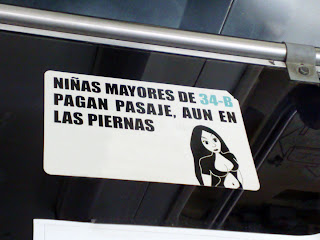 NIÑAS MAYORES DE 34-B
PAGAN PASAJE, AUN EN
LAS PIERNAS